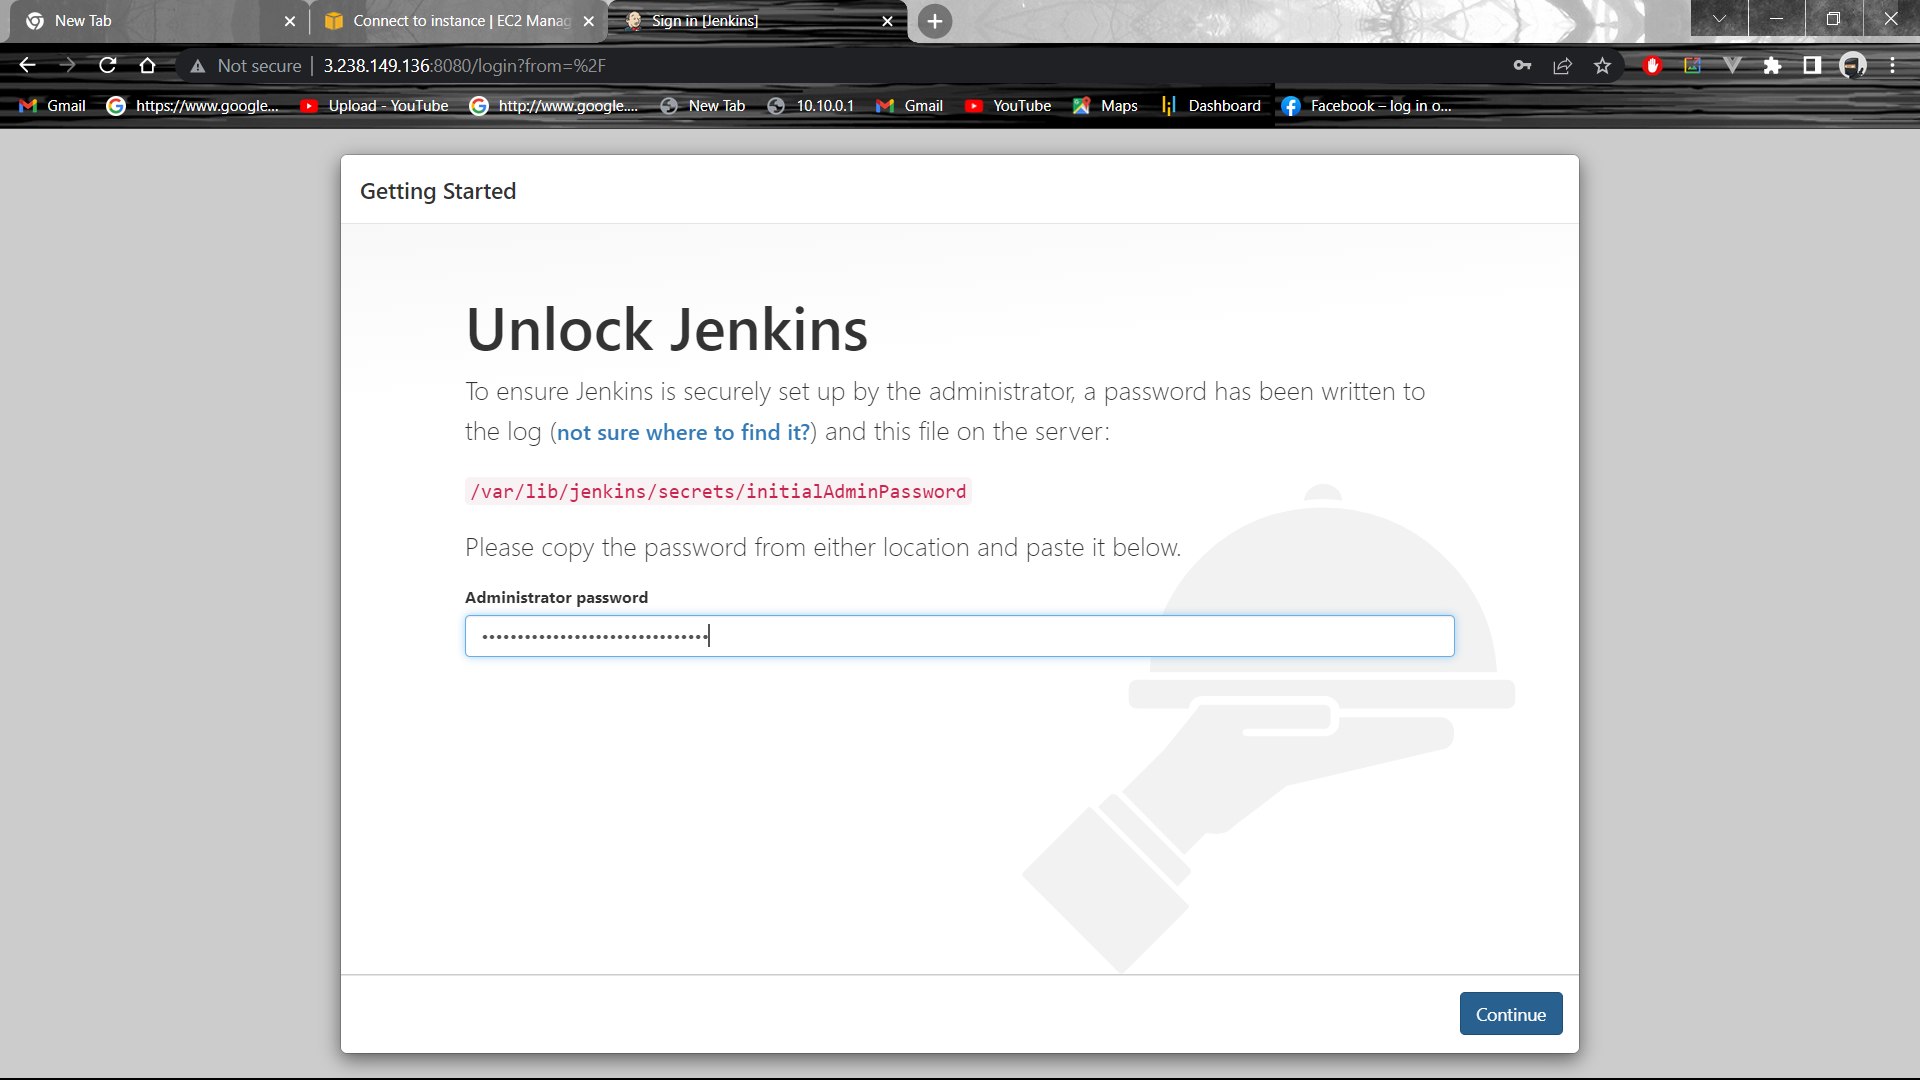 New Tab
Connect to instance | EC2 Manag
Sign in [Jenkins]
Not secure
3.238.149.136:8080/login?from=%2F
Gmail
https://www.google...
Upload - YouTube
http://www.google....
New Tab
10.10.0.1
Gmail
YouTube
Maps
Dashboard
Facebook – log in o...
Getting Started
Unlock Jenkins
To ensure Jenkins is securely set up by the administrator, a password has been written to
the log (not sure where to find it?) and this file on the server:
/var/lib/jenkins/secrets/initialAdminPassword
Please copy the password from either location and paste it below.
Administrator password
Continue